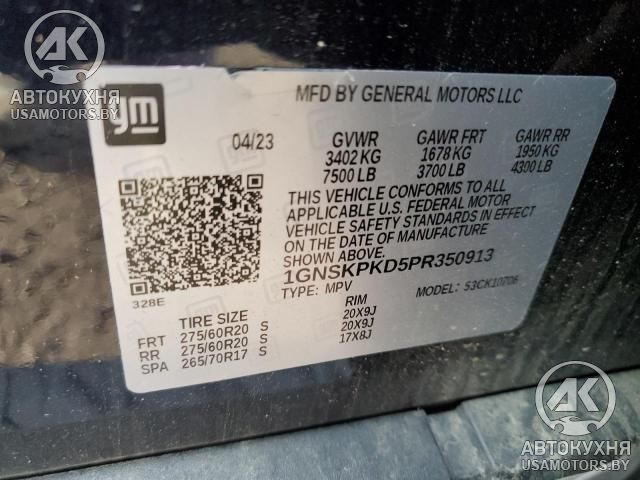 АК
АВТОКУХНЯ
USAMOTORS.BY
gm
MFD BY GENERAL MOTORS LLC
04/23 GVWR GAWR FRT GAWR RR
3402 KG 1678 KG 1950 KG
7500 LB 3700 LB 4300 LB
THIS VEHICLE CONFORMS TO ALL
APPLICABLE U.S. FEDERAL MOTOR
VEHICLE SAFETY STANDARDS IN EFFECT
ON THE DATE OF MANUFACTURE
SHOWN ABOVE.
1GNSKPKD5PR350913
TYPE: MPV MODEL: 53CK10706
328E
TIRE SIZE RIM
FRT 275/60R20 S 20X9J
RR 275/60R20 S 20X9J
SPA 265/70R17 S 17X8J
АК
АВТОКУХНЯ
USAMOTORS.BY